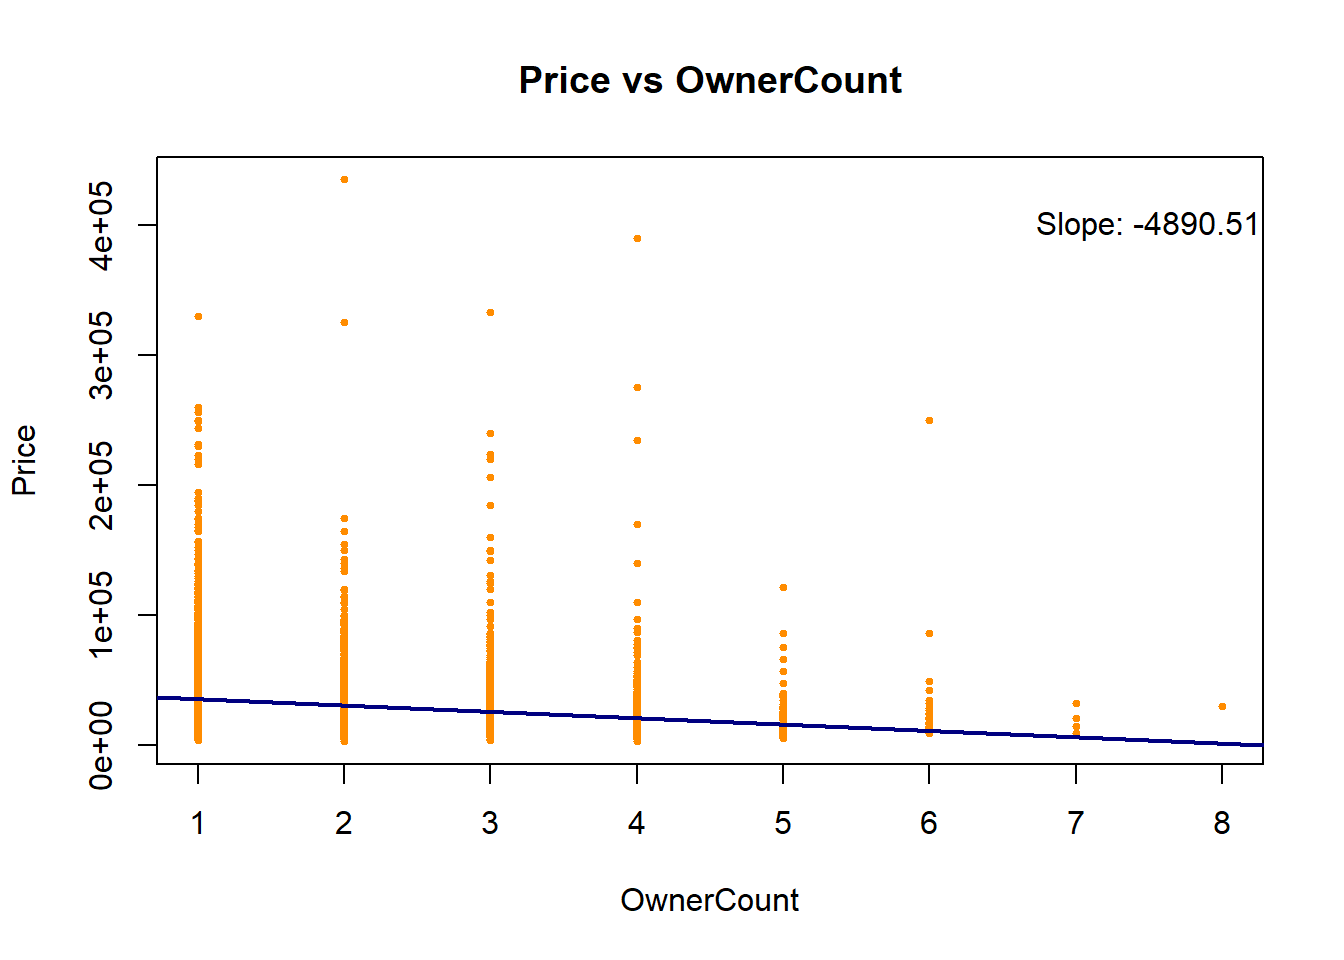 Price vs OwnerCount
Slope: -4890.51
Price
4e+05
3e+05
2e+05
1e+05
0e+00
1 2 3 4 5 6 7 8
OwnerCount